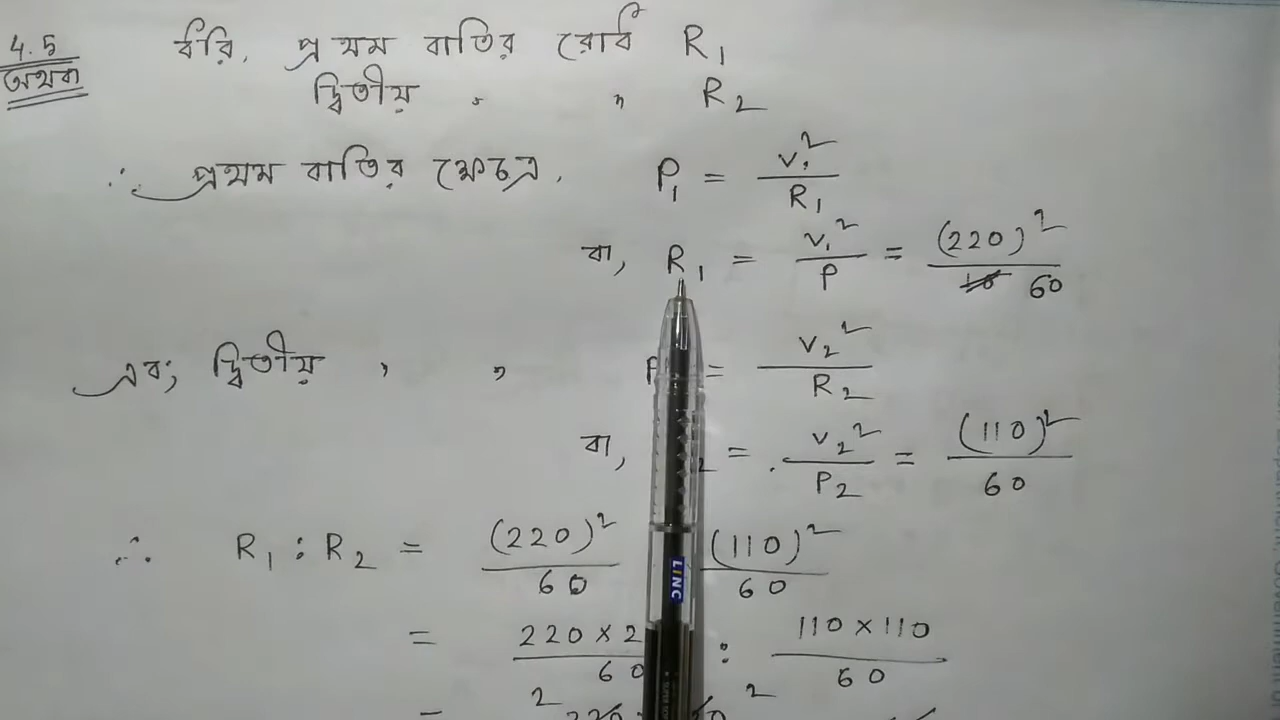 4.5 ধরি, প্রথম বাতির রোধ R₁
অথবা দ্বিতীয় " " R₂
∴ প্রথম বাতির ক্ষেত্রে, P₁ = V₁²/R₁
বা, R₁ = V₁²/P = (220)²/60
এবং দ্বিতীয় " " P = V₂²/R₂
বা, ₂ = V₂²/P₂ = (110)²/60
∴ R₁ : R₂ = (220)²/60 (110)²/60
= 220 × 2/60 : 110 × 110/60
LINC